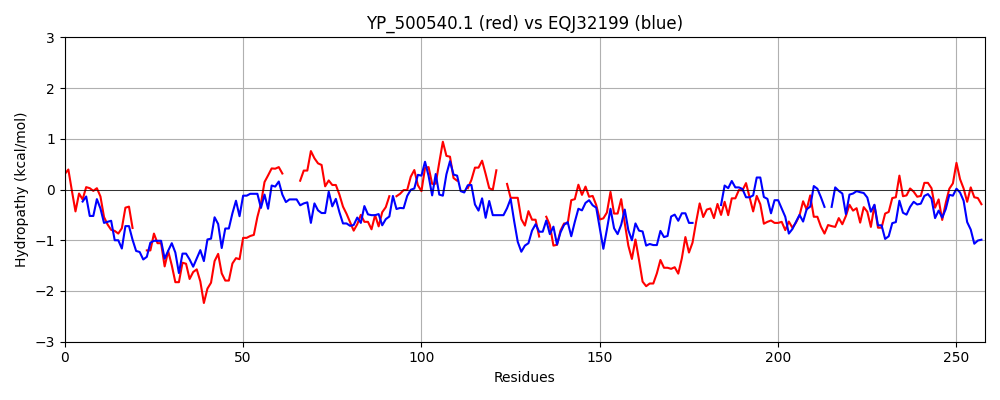 YP_500540.1 (red) vs EQJ32199 (blue)
Hydropathy (kcal/mol)
3
2
1
0
−1
−2
−3
0 50 100 150 200 250
Residues